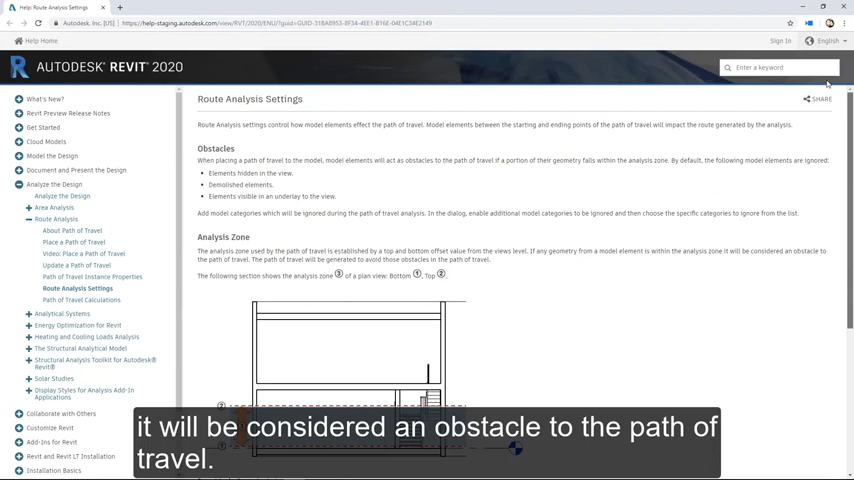 Help: Route Analysis Settings
Autodesk. Inc. [US] https://help-staging.autodesk.com/view/RVT/2020/ENU/?guid=GUID-31BA8953-8F34-4EE1-B16E-04C1C34E2149
Help Home
Sign In
English
AUTODESK® REVIT® 2020
Enter a keyword
What's New?
Revit Preview Release Notes
Get Started
Cloud Models
Model the Design
Document and Present the Design
Analyze the Design
Analyze the Design
Area Analysis
Route Analysis
About Path of Travel
Place a Path of Travel
Video: Place a Path of Travel
Update a Path of Travel
Path of Travel Instance Properties
Route Analysis Settings
Path of Travel Calculations
Analytical Systems
Energy Optimization for Revit
Heating and Cooling Loads Analysis
The Structural Analytical Model
Structural Analysis Toolkit for Autodesk®
Revit®
Solar Studies
Display Styles for Analysis Add-In
Applications
Collaborate with Others
Customize Revit
Add-Ins for Revit
Revit and Revit LT Installation
Installation Basics
Route Analysis Settings
SHARE
Route Analysis settings control how model elements effect the path of travel. Model elements between the starting and ending points of the path of travel will impact the route generated by the analysis.
Obstacles
When placing a path of travel to the model, model elements will act as obstacles to the path of travel if a portion of their geometry falls within the analysis zone. By default, the following model elements are ignored:
• Elements hidden in the view.
• Demolished elements.
• Elements visible in an underlay to the view.
Add model categories which will be ignored during the path of travel analysis. In the dialog, enable additional model categories to be ignored and then choose the specific categories to ignore from the list.
Analysis Zone
The analysis zone used by the path of travel is established by a top and bottom offset value from the views level. If any geometry from a model element is within the analysis zone it will be considered an obstacle
to the path of travel. The path of travel will be generated to avoid those obstacles in the path of travel.
The following section shows the analysis zone ③ of a plan view: Bottom ①, Top ②.
②
①
it will be considered an obstacle to the path of
travel.